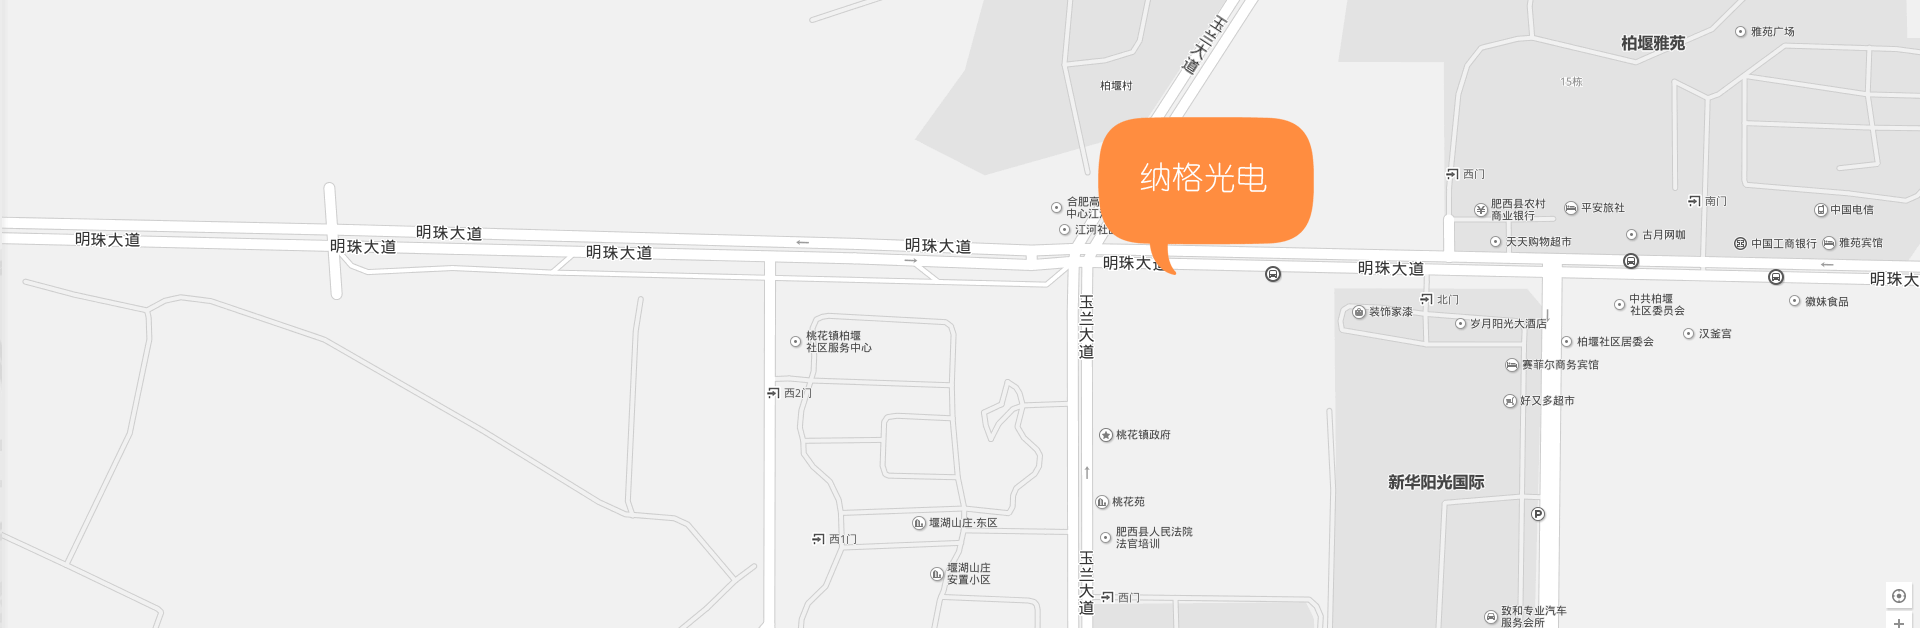 玉兰大道
柏堰雅苑
雅苑广场
15栋
柏堰村
纳格光电
西门
合肥高
中心江
江河社
肥西县农村
商业银行
平安旅社
南门
中国电信
天天购物超市
古月网咖
中国工商银行
雅苑宾馆
明珠大道
明珠大道
明珠大道
明珠大道
明珠大道
明珠大道
明珠大道
明珠大
玉兰大道
北门
装饰家漆
岁月阳光大酒店
中共柏堰
社区委员会
徽妹食品
汉釜宫
柏堰社区居委会
桃花镇柏堰
社区服务中心
赛菲尔商务宾馆
西2门
好又多超市
桃花镇政府
新华阳光国际
桃花苑
P
堰湖山庄·东区
肥西县人民法院
法官培训
西1门
堰湖山庄
安置小区
玉兰大道
西门
致和专业汽车
服务会所